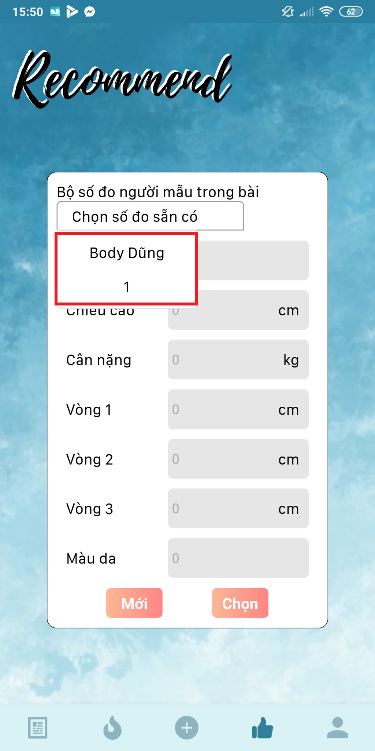 15:50
62
Recommend
Bộ số đo người mẫu trong bài
Chọn số đo sẵn có
Body Dũng
1
Chiều cao 0 cm
Cân nặng 0 kg
Vòng 1 0 cm
Vòng 2 0 cm
Vòng 3 0 cm
Màu da 0
Mới Chọn